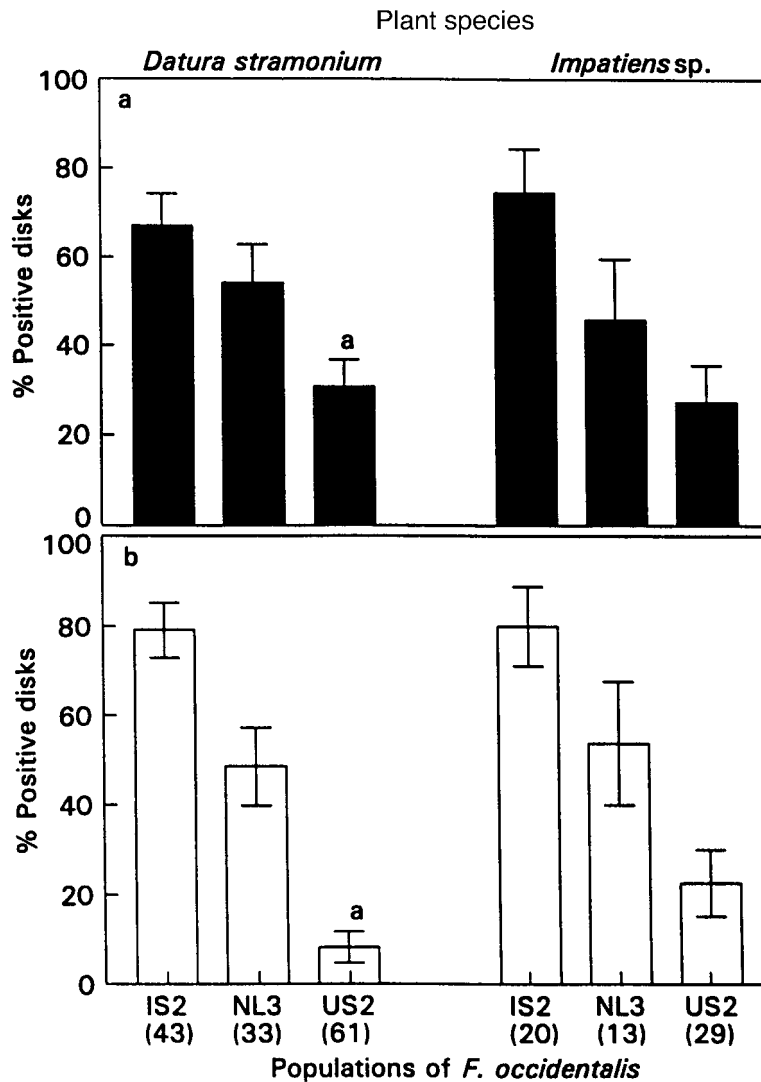 Plant species
Datura stramonium Impatiens sp.
100
a
80
60
40
20
0
a
% Positive disks
100
b
80
60
40
20
0
a
% Positive disks
IS2 NL3 US2 IS2 NL3 US2
(43) (33) (61) (20) (13) (29)
Populations of F. occidentalis